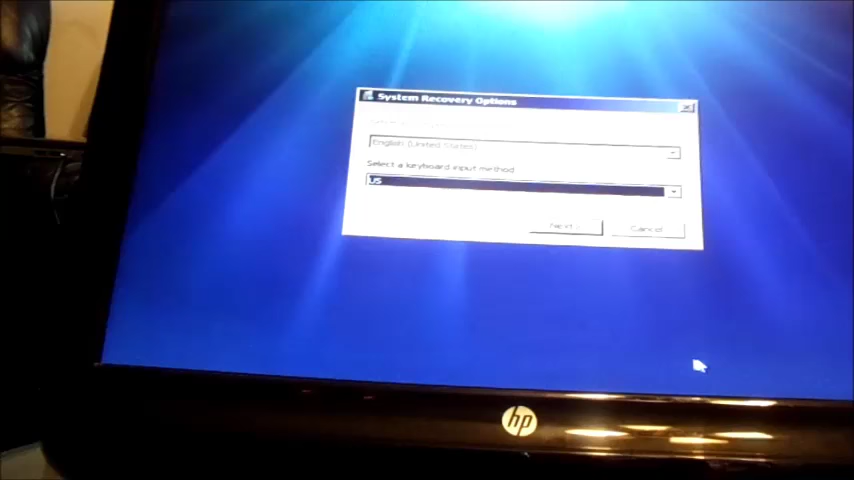 System Recovery Options
English (United States)
Select a keyboard input method
US
Next >
Cancel
hp